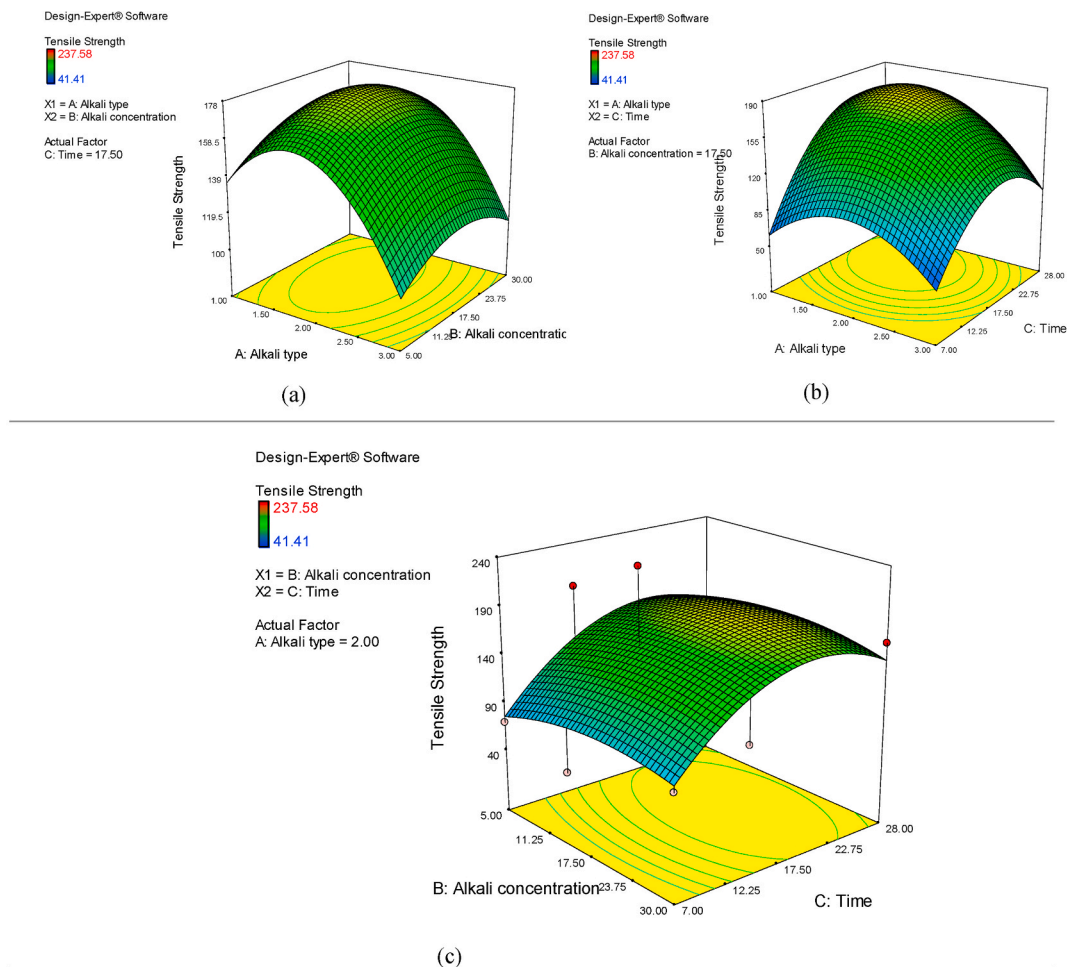 Design-Expert® Software
Tensile Strength
237.58
41.41
X1 = A: Alkali type
X2 = B: Alkali concentration
Actual Factor
C: Time = 17.50
178
158.5
139
119.5
100
Tensile Strength
1.00
1.50
2.00
2.50
3.00
A: Alkali type
5.00
11.25
17.50
23.75
30.00
B: Alkali concentratio
(a)
Design-Expert® Software
Tensile Strength
237.58
41.41
X1 = A: Alkali type
X2 = C: Time
Actual Factor
B: Alkali concentration = 17.50
190
155
120
85
50
Tensile Strength
1.00
1.50
2.00
2.50
3.00
A: Alkali type
7.00
12.25
17.50
22.75
28.00
C: Time
(b)
Design-Expert® Software
Tensile Strength
237.58
41.41
X1 = B: Alkali concentration
X2 = C: Time
Actual Factor
A: Alkali type = 2.00
240
190
140
90
40
Tensile Strength
5.00
11.25
17.50
23.75
30.00
B: Alkali concentration
7.00
12.25
17.50
22.75
28.00
C: Time
(c)